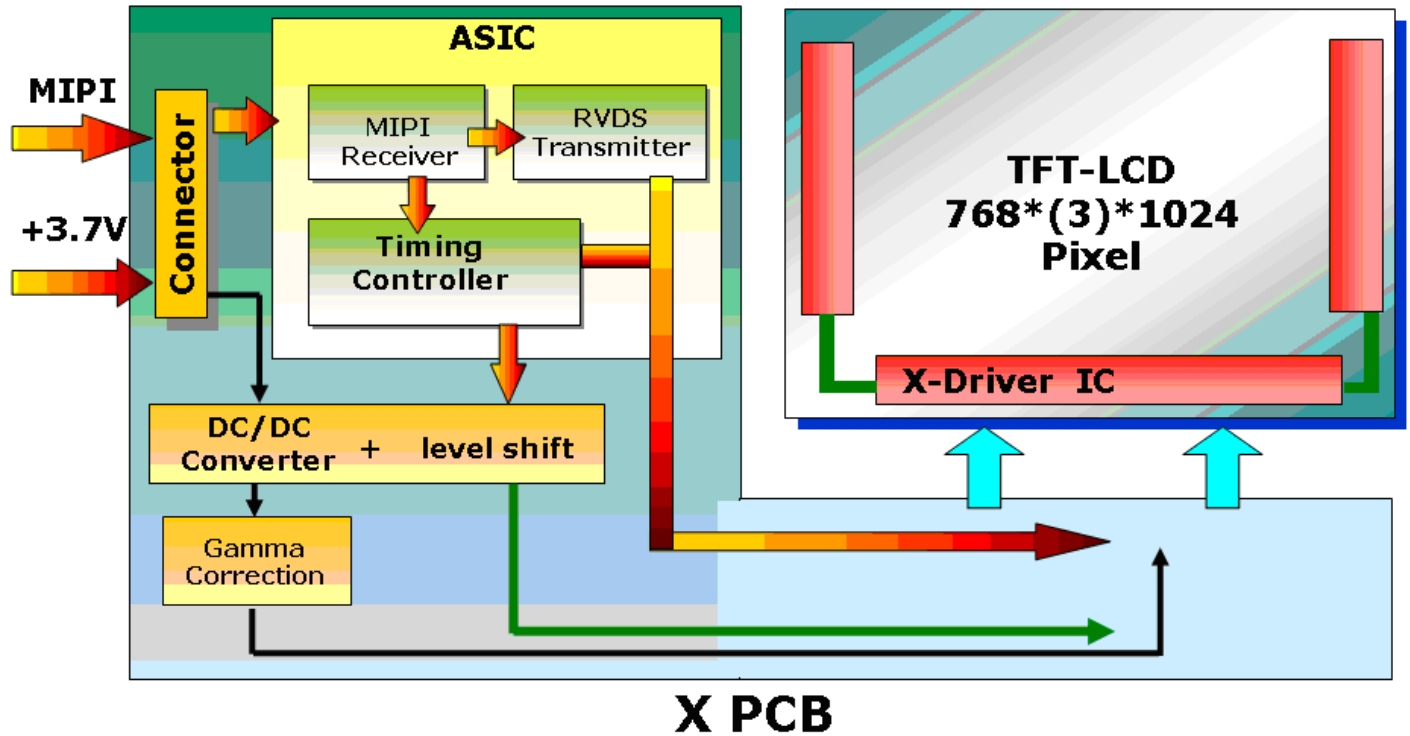 ASIC
MIPI
+3.7V
Connector
MIPI
Receiver
RVDS
Transmitter
Timing
Controller
DC/DC
Converter + level shift
Gamma
Correction
TFT-LCD
768*(3)*1024
Pixel
X-Driver IC
X PCB